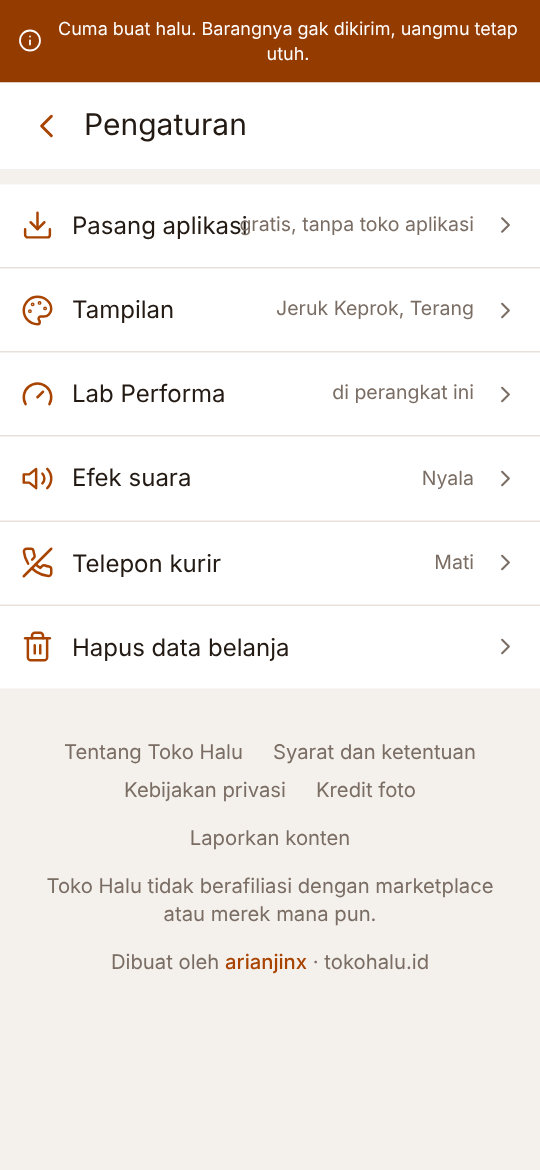 Cuma buat halu. Barangnya gak dikirim, uangmu tetap
utuh.
Pengaturan
Pasang aplikasi gratis, tanpa toko aplikasi
Tampilan Jeruk Keprok, Terang
Lab Performa di perangkat ini
Efek suara Nyala
Telepon kurir Mati
Hapus data belanja
Tentang Toko Halu Syarat dan ketentuan
Kebijakan privasi Kredit foto
Laporkan konten
Toko Halu tidak berafiliasi dengan marketplace
atau merek mana pun.
Dibuat oleh arianjinx · tokohalu.id